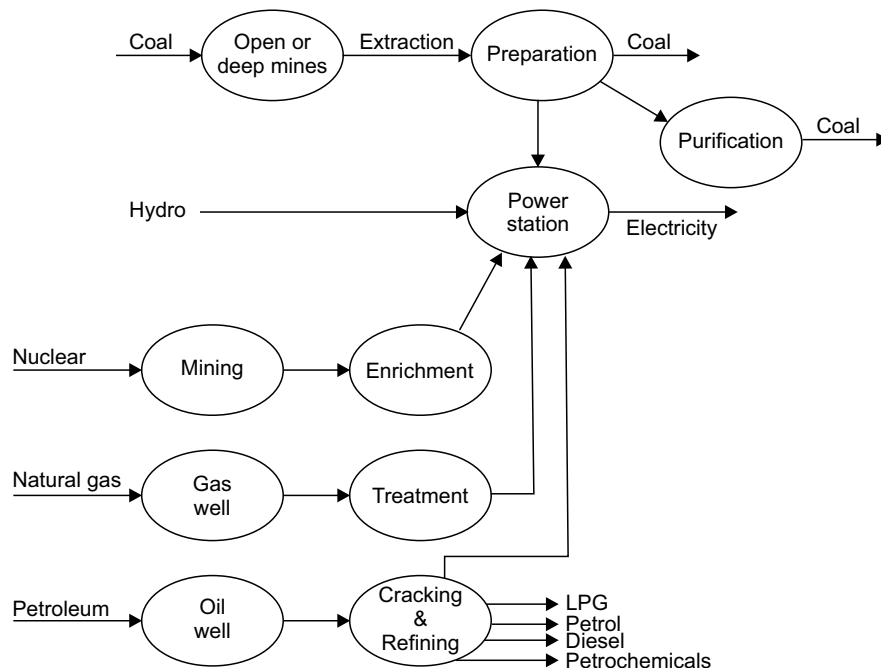 Coal
Open or
deep mines
Extraction
Preparation
Coal
Purification
Coal
Hydro
Power
station
Electricity
Nuclear
Mining
Enrichment
Natural gas
Gas
well
Treatment
Petroleum
Oil
well
Cracking
&
Refining
LPG
Petrol
Diesel
Petrochemicals